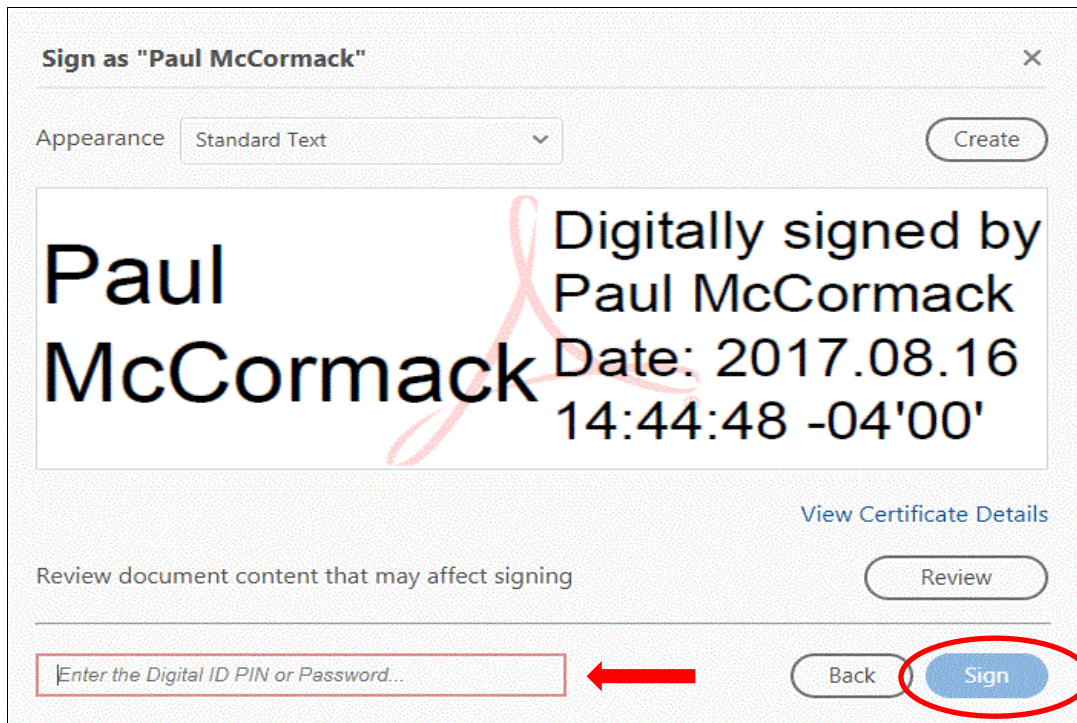 Sign as "Paul McCormack"
Appearance Standard Text Create
Paul
McCormack
Digitally signed by
Paul McCormack
Date: 2017.08.16
14:44:48 -04'00'
View Certificate Details
Review document content that may affect signing Review
Enter the Digital ID PIN or Password... Back Sign